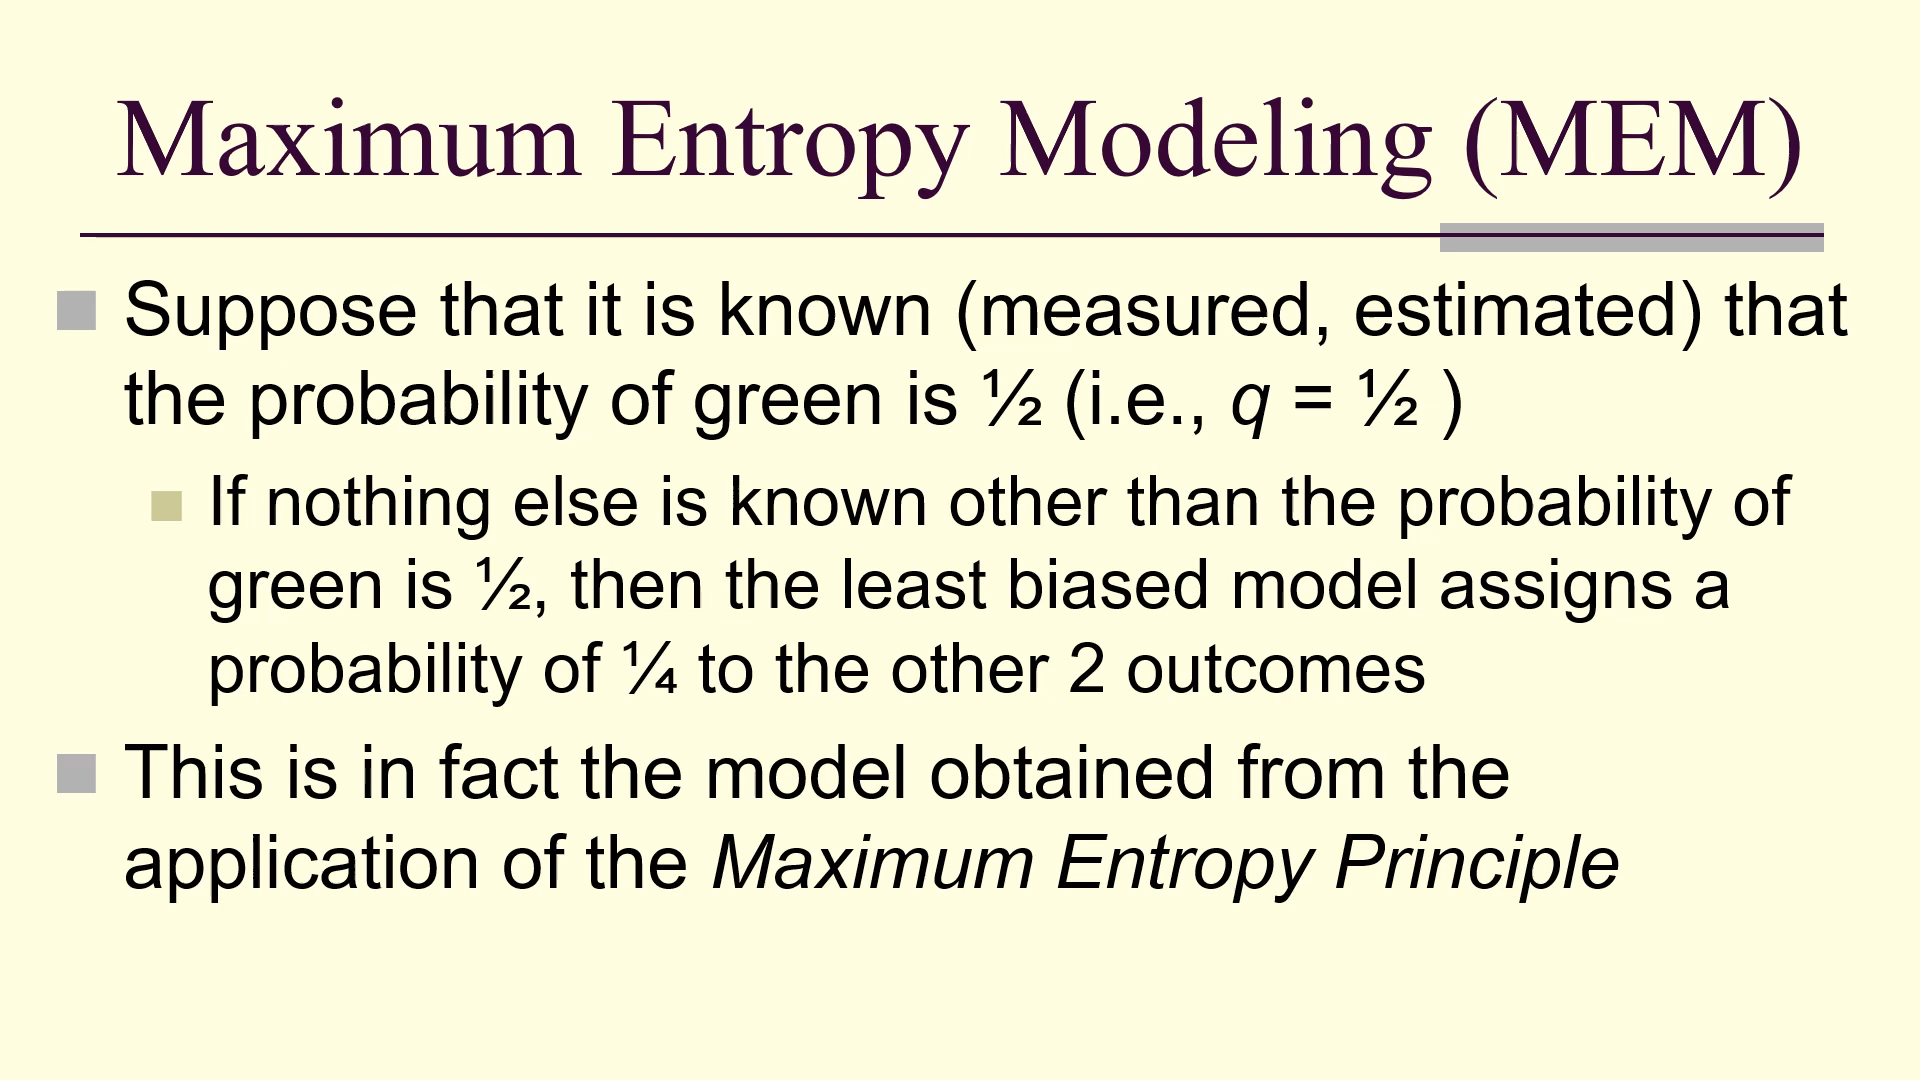 Maximum Entropy Modeling (MEM)
Suppose that it is known (measured, estimated) that
the probability of green is ½ (i.e., q = ½ )
If nothing else is known other than the probability of
green is ½, then the least biased model assigns a
probability of ¼ to the other 2 outcomes
This is in fact the model obtained from the
application of the Maximum Entropy Principle